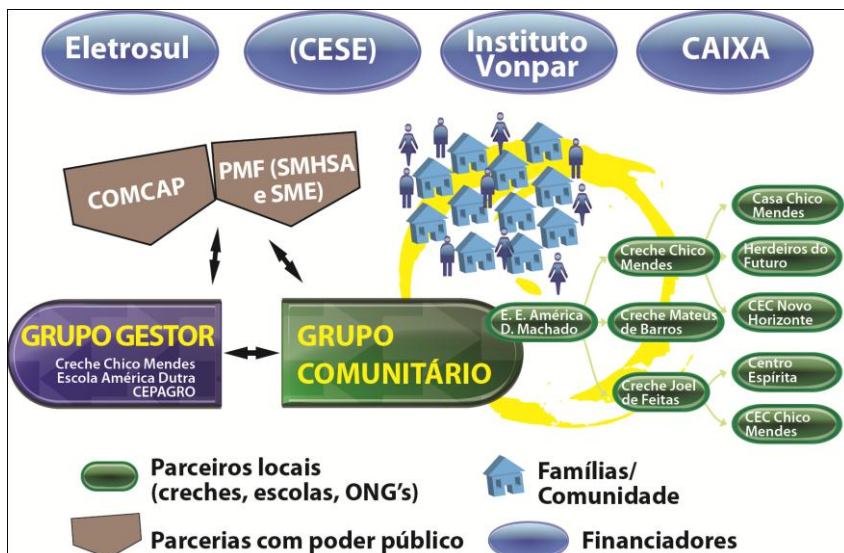 Eletrosul
(CESE)
Instituto
Vonpar
CAIXA
COMCAP
PMF (SMHSA
e SME)
GRUPO GESTOR
Creche Chico Mendes
Escola América Dutra
CEPAGRO
GRUPO
COMUNITÁRIO
E. E. América
D. Machado
Creche Chico
Mendes
Creche Mateus
de Barros
Creche Joel
de Feitas
Casa Chico
Mendes
Herdeiros do
Futuro
CEC Novo
Horizonte
Centro
Espírita
CEC Chico
Mendes
Parceiros locais
(creches, escolas, ONG's)
Famílias/
Comunidade
Parcerias com poder público
Financiadores